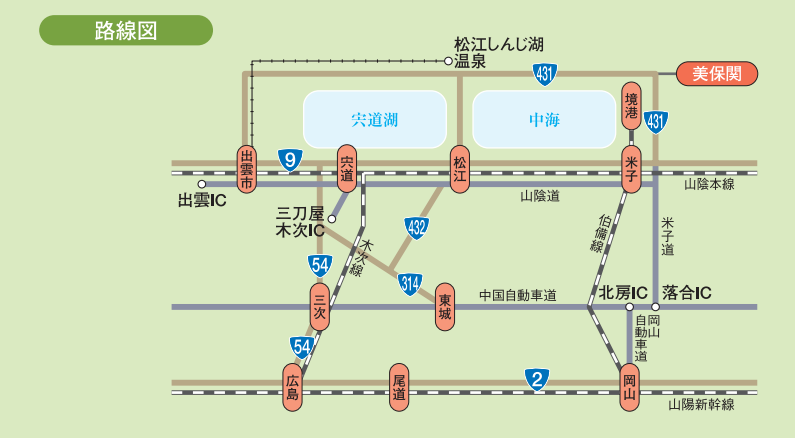 路線図
松江しんじ湖
温泉
431
美保関
境港
宍道湖
中海
431
9
出雲市
宍道
松江
米子
山陰本線
出雲IC
山陰道
三刀屋
木次IC
432
伯備線
米子道
木次線
54
314
三次
東城
中国自動車道
北房IC
落合IC
岡山
自動車道
54
広島
尾道
2
岡山
山陽新幹線